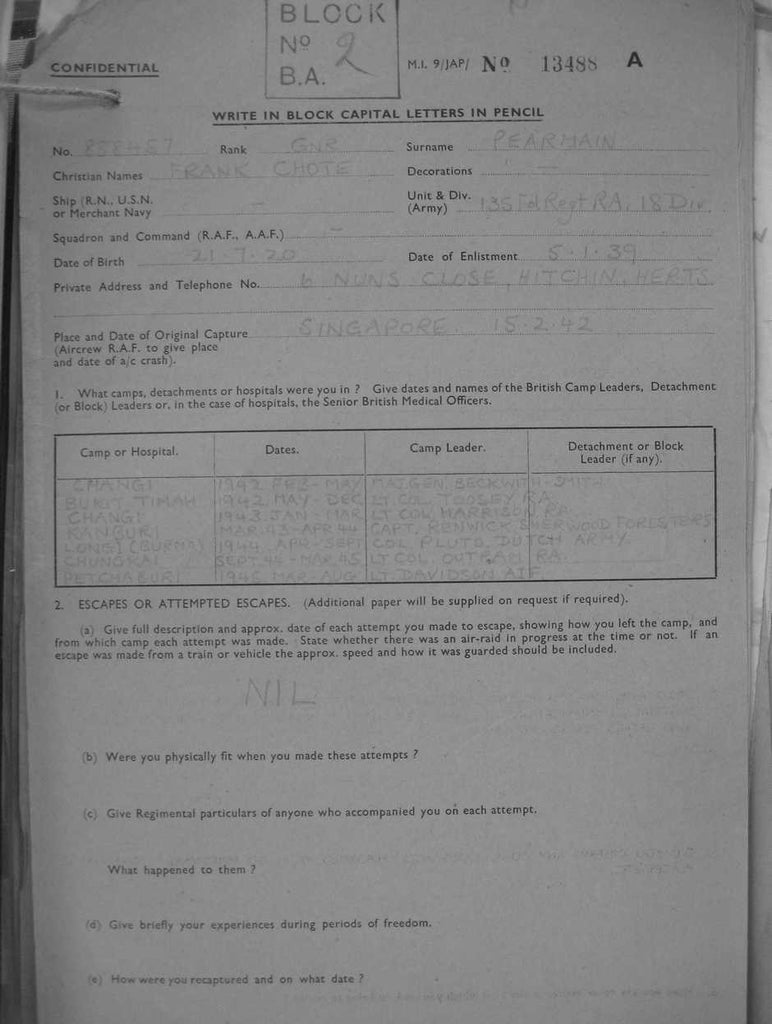 BLOCK
Nº 2
B.A.
CONFIDENTIAL
M.I. 9/JAP/ Nº 13488 A
WRITE IN BLOCK CAPITAL LETTERS IN PENCIL
No. 888467 Rank GNR Surname PEARMAIN
Christian Names FRANK CHOTE Decorations —
Ship (R.N., U.S.N. or Merchant Navy —
Unit & Div. (Army) 135 Fd Regt RA. 18 Div
Squadron and Command (R.A.F., A.A.F.) —
Date of Birth 21.7.20 Date of Enlistment 5.1.39
Private Address and Telephone No. 6 NUNS CLOSE, HITCHIN, HERTS
Place and Date of Original Capture SINGAPORE 15.2.42
(Aircrew R.A.F. to give place
and date of a/c crash).
1. What camps, detachments or hospitals were you in ? Give dates and names of the British Camp Leaders, Detachment
(or Block) Leaders or, in the case of hospitals, the Senior British Medical Officers.
Camp or Hospital. Dates. Camp Leader. Detachment or Block Leader (if any).
CHANGI 1942 FEB-MAY MAJ.GEN. BECKWITH-SMITH
BUKIT TIMAH 1942 MAY-DEC LT COL TOOSEY RA.
CHANGI 1943 JAN-MAR LT COL HARRISON RA.
KANBURI MAR 43-APR 44 CAPT. RENWICK SHERWOOD FORESTERS
LONGI (BURMA) 1944 APR-SEPT COL PLUTO, DUTCH ARMY
CHUNGKAI SEPT 44-MAR 45 LT COL OUTRAM RA.
PETCHABURI 1945 MAR-AUG LT DAVIDSON AIF
2. ESCAPES OR ATTEMPTED ESCAPES. (Additional paper will be supplied on request if required).
(a) Give full description and approx. date of each attempt you made to escape, showing how you left the camp, and
from which camp each attempt was made. State whether there was an air-raid in progress at the time or not. If an
escape was made from a train or vehicle the approx. speed and how it was guarded should be included.
NIL
(b) Were you physically fit when you made these attempts ?
(c) Give Regimental particulars of anyone who accompanied you on each attempt.
What happened to them ?
(d) Give briefly your experiences during periods of freedom.
(e) How were you recaptured and on what date ?